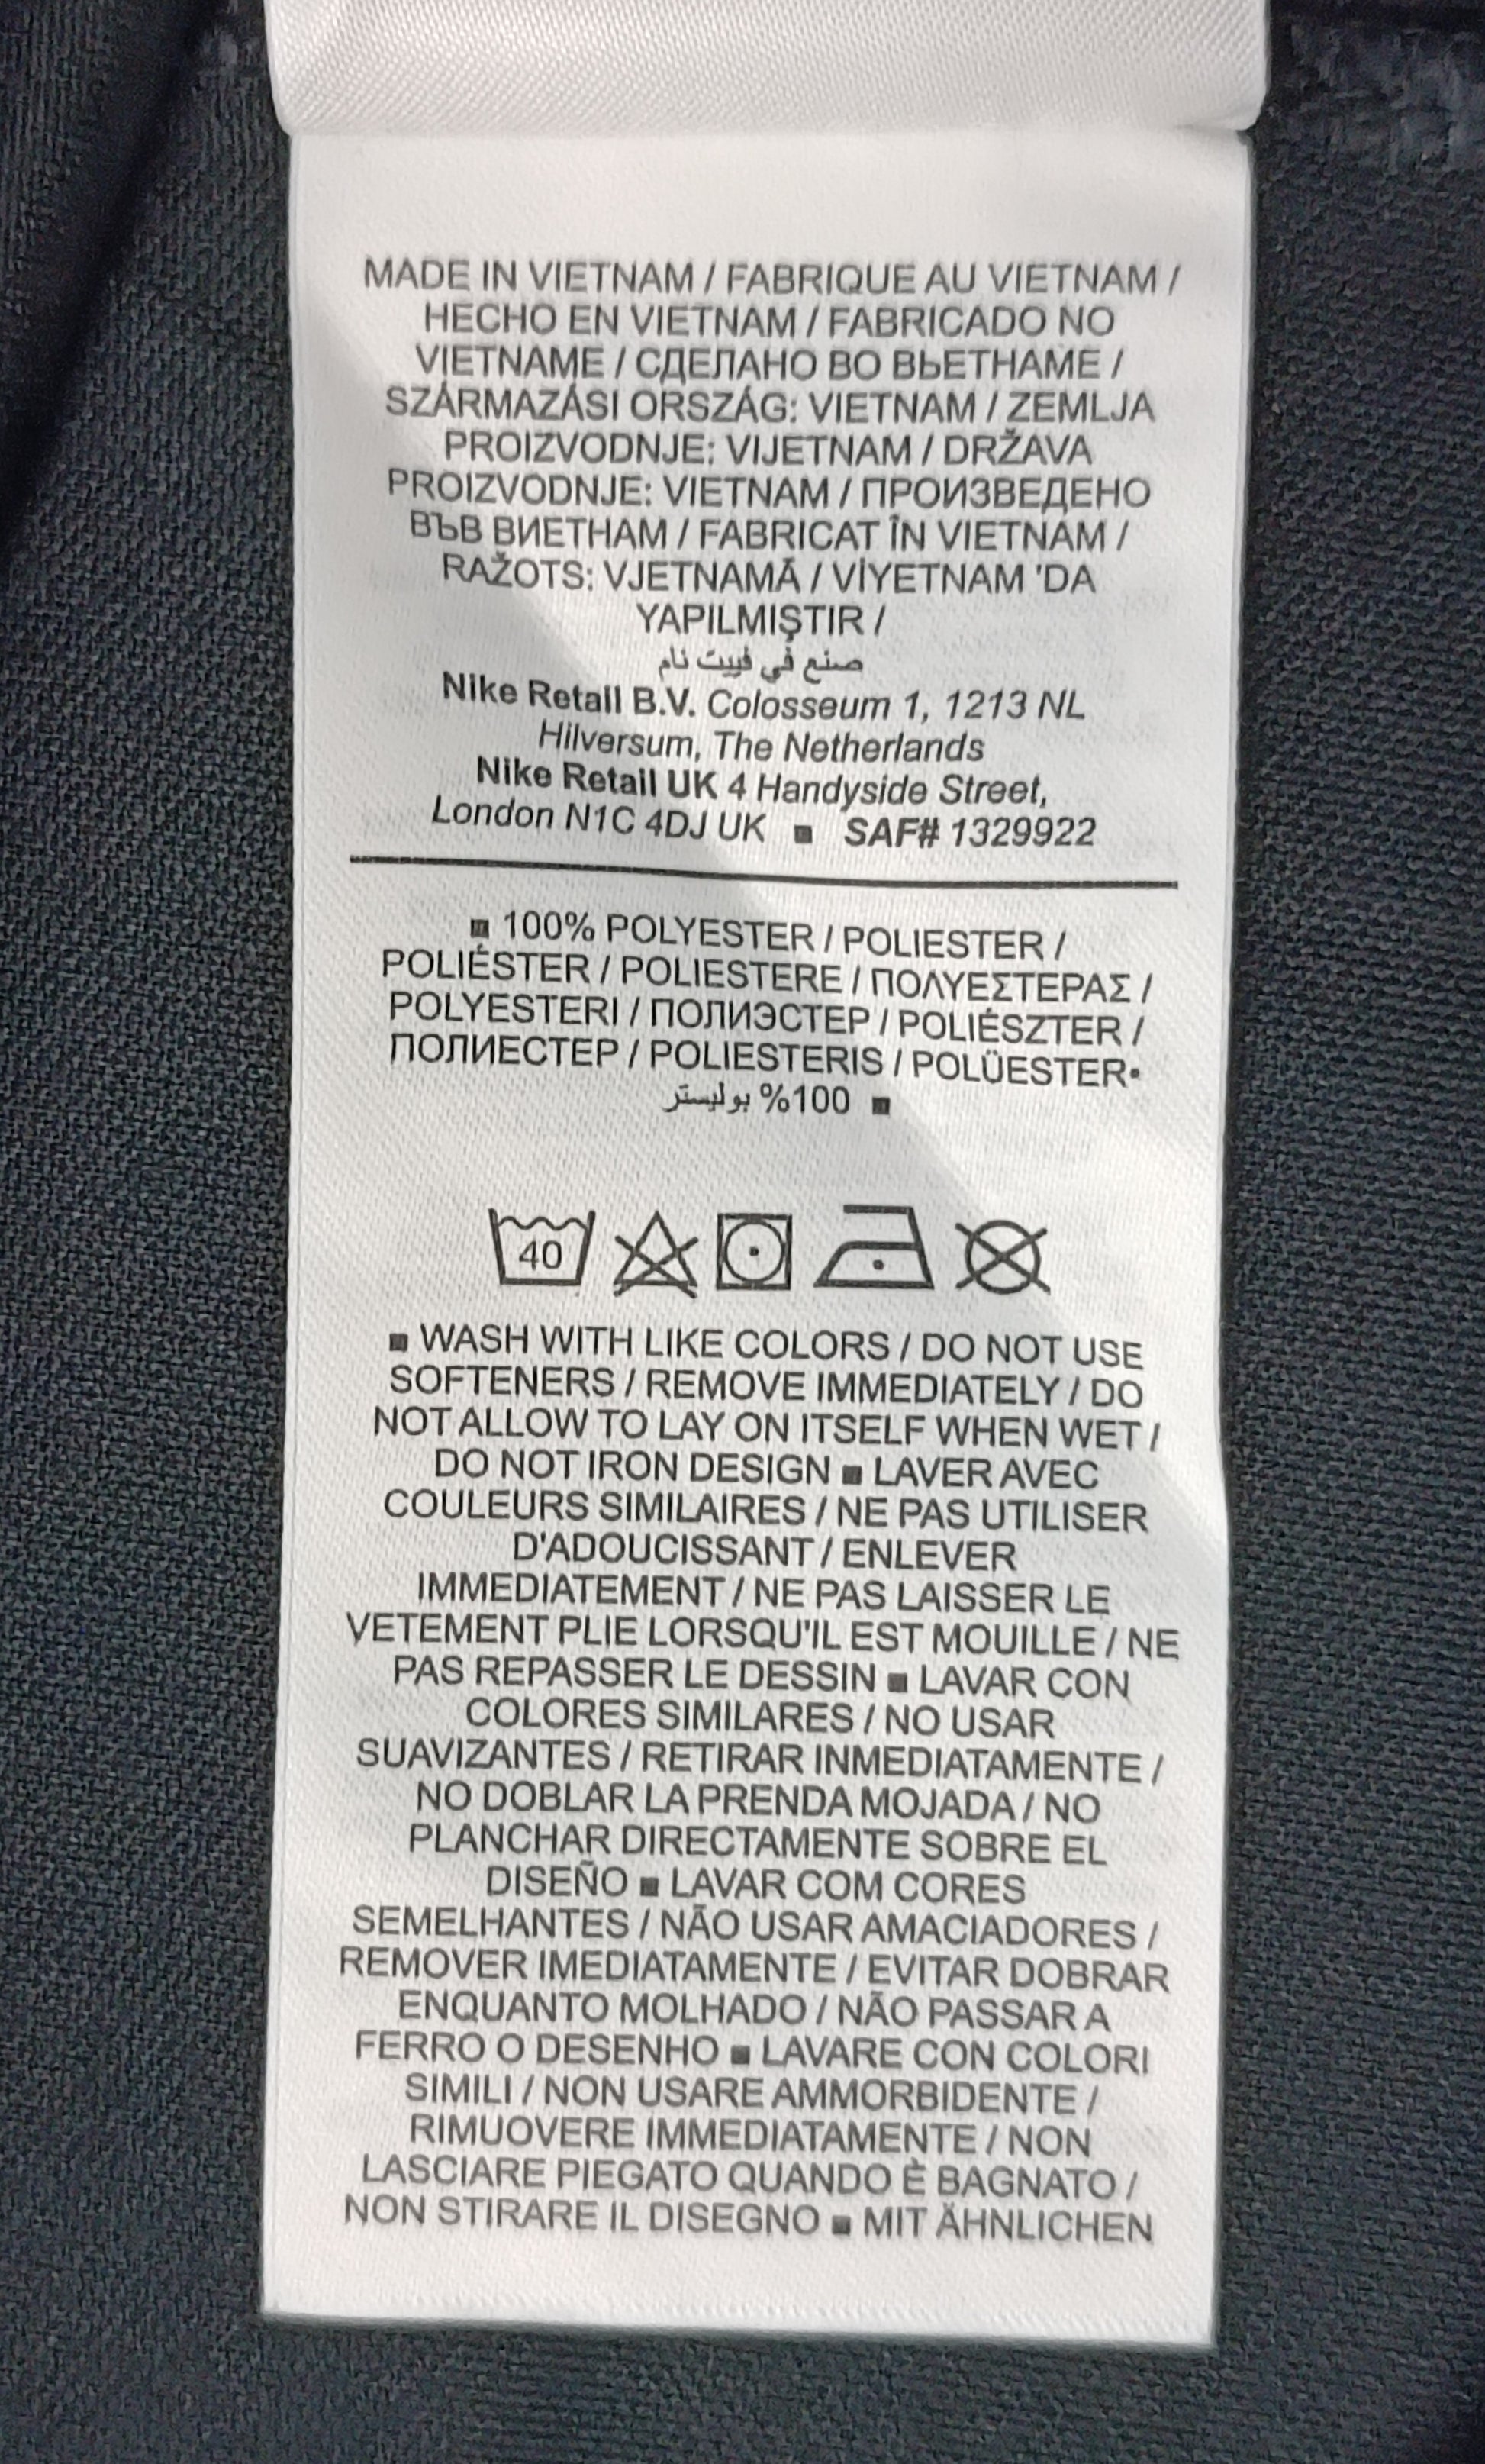 MADE IN VIETNAM / FABRIQUE AU VIETNAM /
HECHO EN VIETNAM / FABRICADO NO
VIETNAME / СДЕЛАНО ВО ВЬЕТНАМЕ /
SZÁRMAZÁSI ORSZÁG: VIETNAM / ZEMLJA
PROIZVODNJE: VIJETNAM / DRŽAVA
PROIZVODNJE: VIETNAM / ПРОИЗВЕДЕНО
ВЪВ ВИЕТНАМ / FABRICAT ÎN VIETNAM /
RAŽOTS: VJETNAMĀ / VİYETNAM 'DA
YAPILMIŞTIR /
صنع في فييت نام
Nike Retail B.V. Colosseum 1, 1213 NL
Hilversum, The Netherlands
Nike Retail UK 4 Handyside Street,
London N1C 4DJ UK ■ SAF# 1329922
■ 100% POLYESTER / POLIESTER /
POLIÉSTER / POLIESTERE / ΠΟΛΥΕΣΤΕΡΑΣ /
POLYESTERI / ПОЛИЭСТЕР / POLIÉSZTER /
ПОЛИЕСТЕР / POLIESTERIS / POLÜESTER•
■ 100% بوليستر
40
■ WASH WITH LIKE COLORS / DO NOT USE
SOFTENERS / REMOVE IMMEDIATELY / DO
NOT ALLOW TO LAY ON ITSELF WHEN WET /
DO NOT IRON DESIGN ■ LAVER AVEC
COULEURS SIMILAIRES / NE PAS UTILISER
D'ADOUCISSANT / ENLEVER
IMMEDIATEMENT / NE PAS LAISSER LE
VETEMENT PLIE LORSQU'IL EST MOUILLE / NE
PAS REPASSER LE DESSIN ■ LAVAR CON
COLORES SIMILARES / NO USAR
SUAVIZANTES / RETIRAR INMEDIATAMENTE /
NO DOBLAR LA PRENDA MOJADA / NO
PLANCHAR DIRECTAMENTE SOBRE EL
DISEÑO ■ LAVAR COM CORES
SEMELHANTES / NÃO USAR AMACIADORES /
REMOVER IMEDIATAMENTE / EVITAR DOBRAR
ENQUANTO MOLHADO / NÃO PASSAR A
FERRO O DESENHO ■ LAVARE CON COLORI
SIMILI / NON USARE AMMORBIDENTE /
RIMUOVERE IMMEDIATAMENTE / NON
LASCIARE PIEGATO QUANDO È BAGNATO /
NON STIRARE IL DISEGNO ■ MIT ÄHNLICHEN